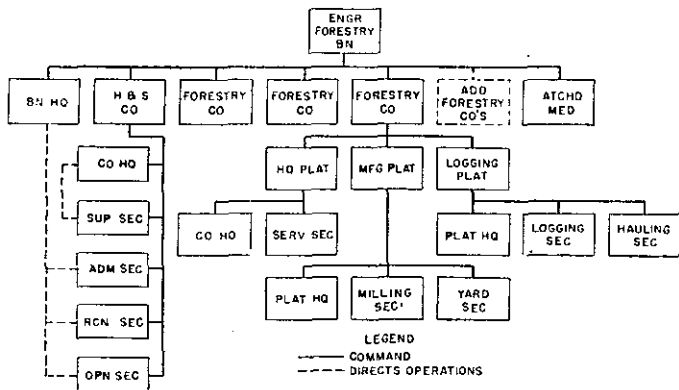 ENGR
FORESTRY
BN
BN HQ
H & S
CO
FORESTRY
CO
FORESTRY
CO
FORESTRY
CO
ADD
FORESTRY
CO'S
ATCHD
MED
CO HQ
SUP SEC
ADM SEC
RCN SEC
OPN SEC
HQ PLAT
MFG PLAT
LOGGING
PLAT
CO HQ
SERV SEC
PLAT HQ
LOGGING
SEC
HAULING
SEC
PLAT HQ
MILLING
SEC'
YARD
SEC
LEGEND
COMMAND
DIRECTS OPERATIONS